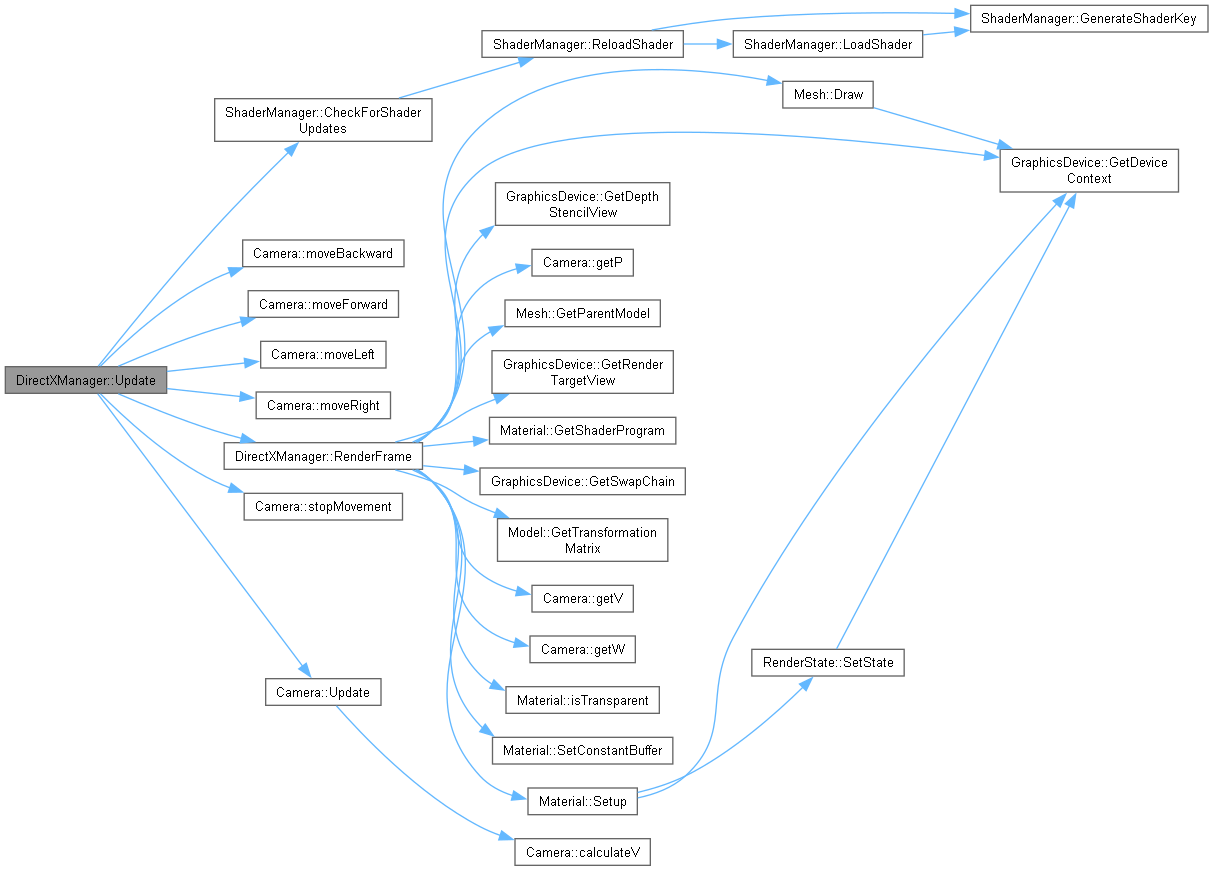 ShaderManager::GenerateShaderKey
ShaderManager::ReloadShader
ShaderManager::LoadShader
Mesh::Draw
ShaderManager::CheckForShader
Updates
GraphicsDevice::GetDevice
Context
GraphicsDevice::GetDepth
StencilView
Camera::moveBackward
Camera::getP
Camera::moveForward
Mesh::GetParentModel
Camera::moveLeft
GraphicsDevice::GetRender
TargetView
DirectXManager::Update
Camera::moveRight
Material::GetShaderProgram
DirectXManager::RenderFrame
GraphicsDevice::GetSwapChain
Camera::stopMovement
Model::GetTransformation
Matrix
Camera::getV
Camera::getW
RenderState::SetState
Camera::Update
Material::isTransparent
Material::SetConstantBuffer
Material::Setup
Camera::calculateV